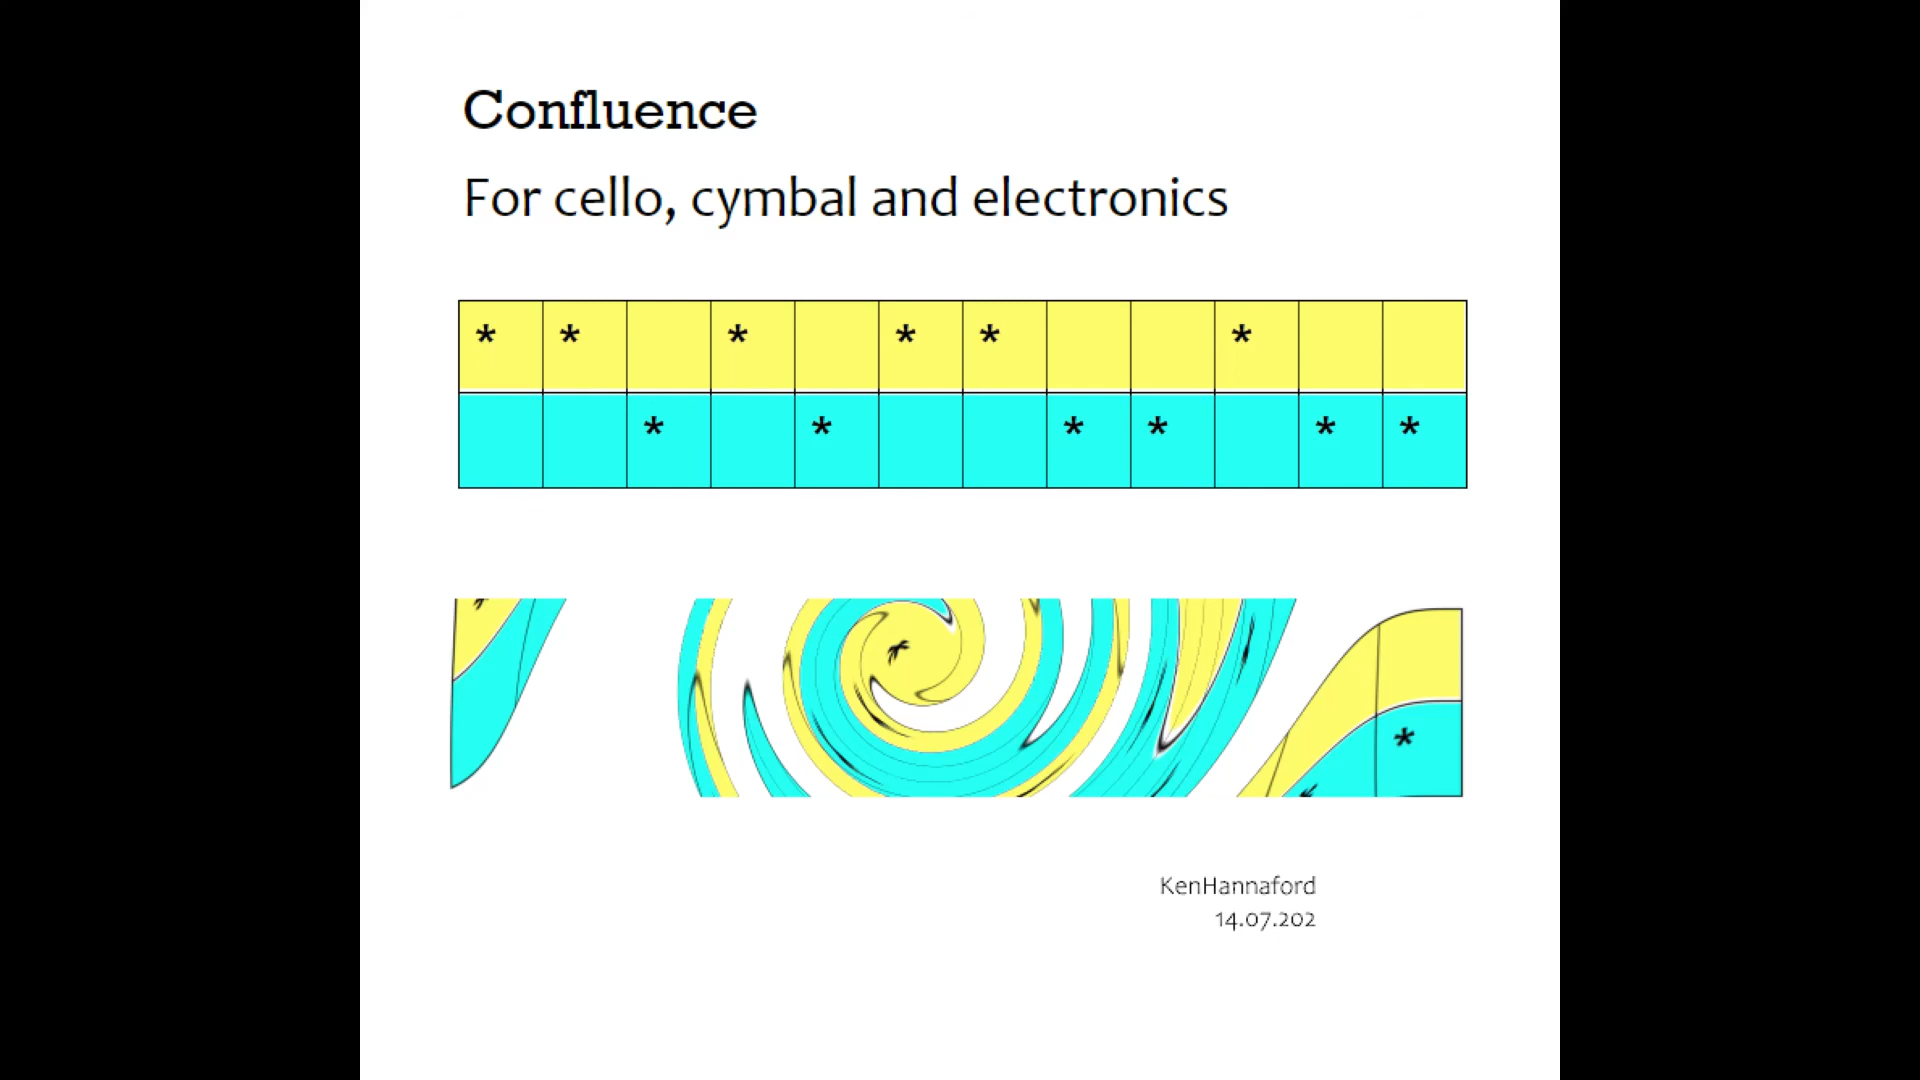 Confluence
For cello, cymbal and electronics
* * * * * *
* * * * * *
*
KenHannaford
14.07.202